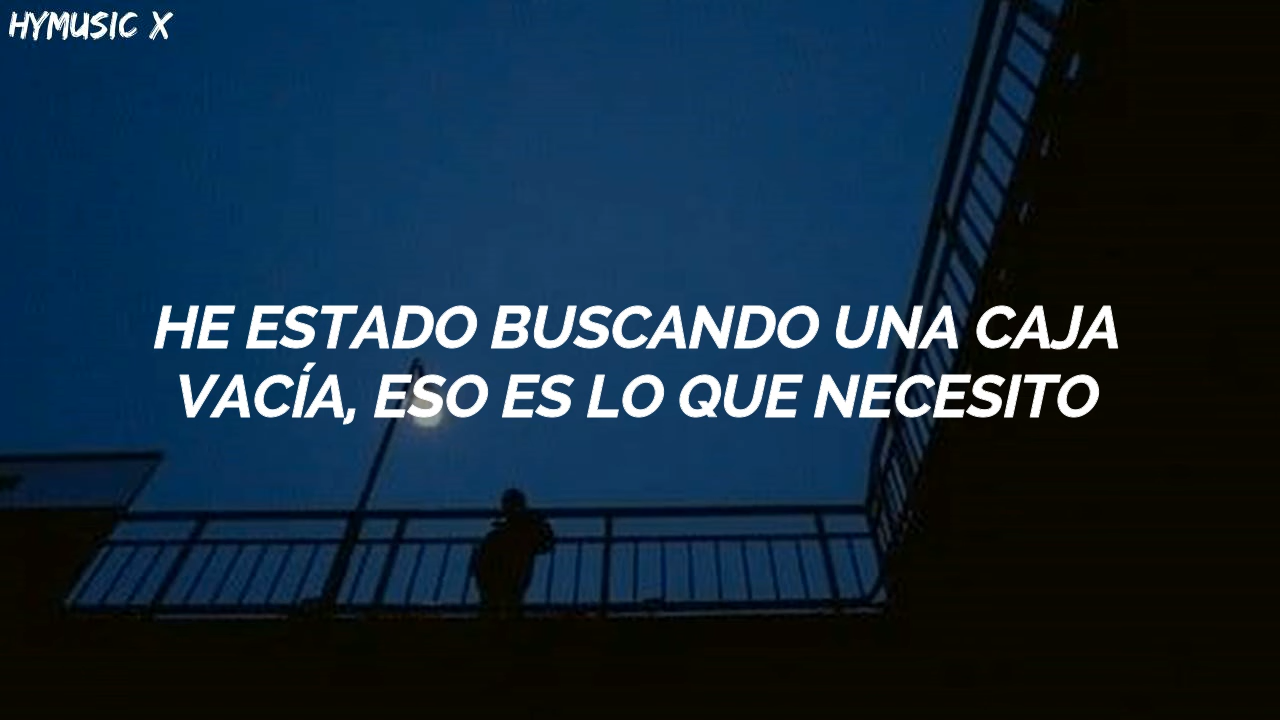 HYMUSIC X
HE ESTADO BUSCANDO UNA CAJA
VACÍA, ESO ES LO QUE NECESITO